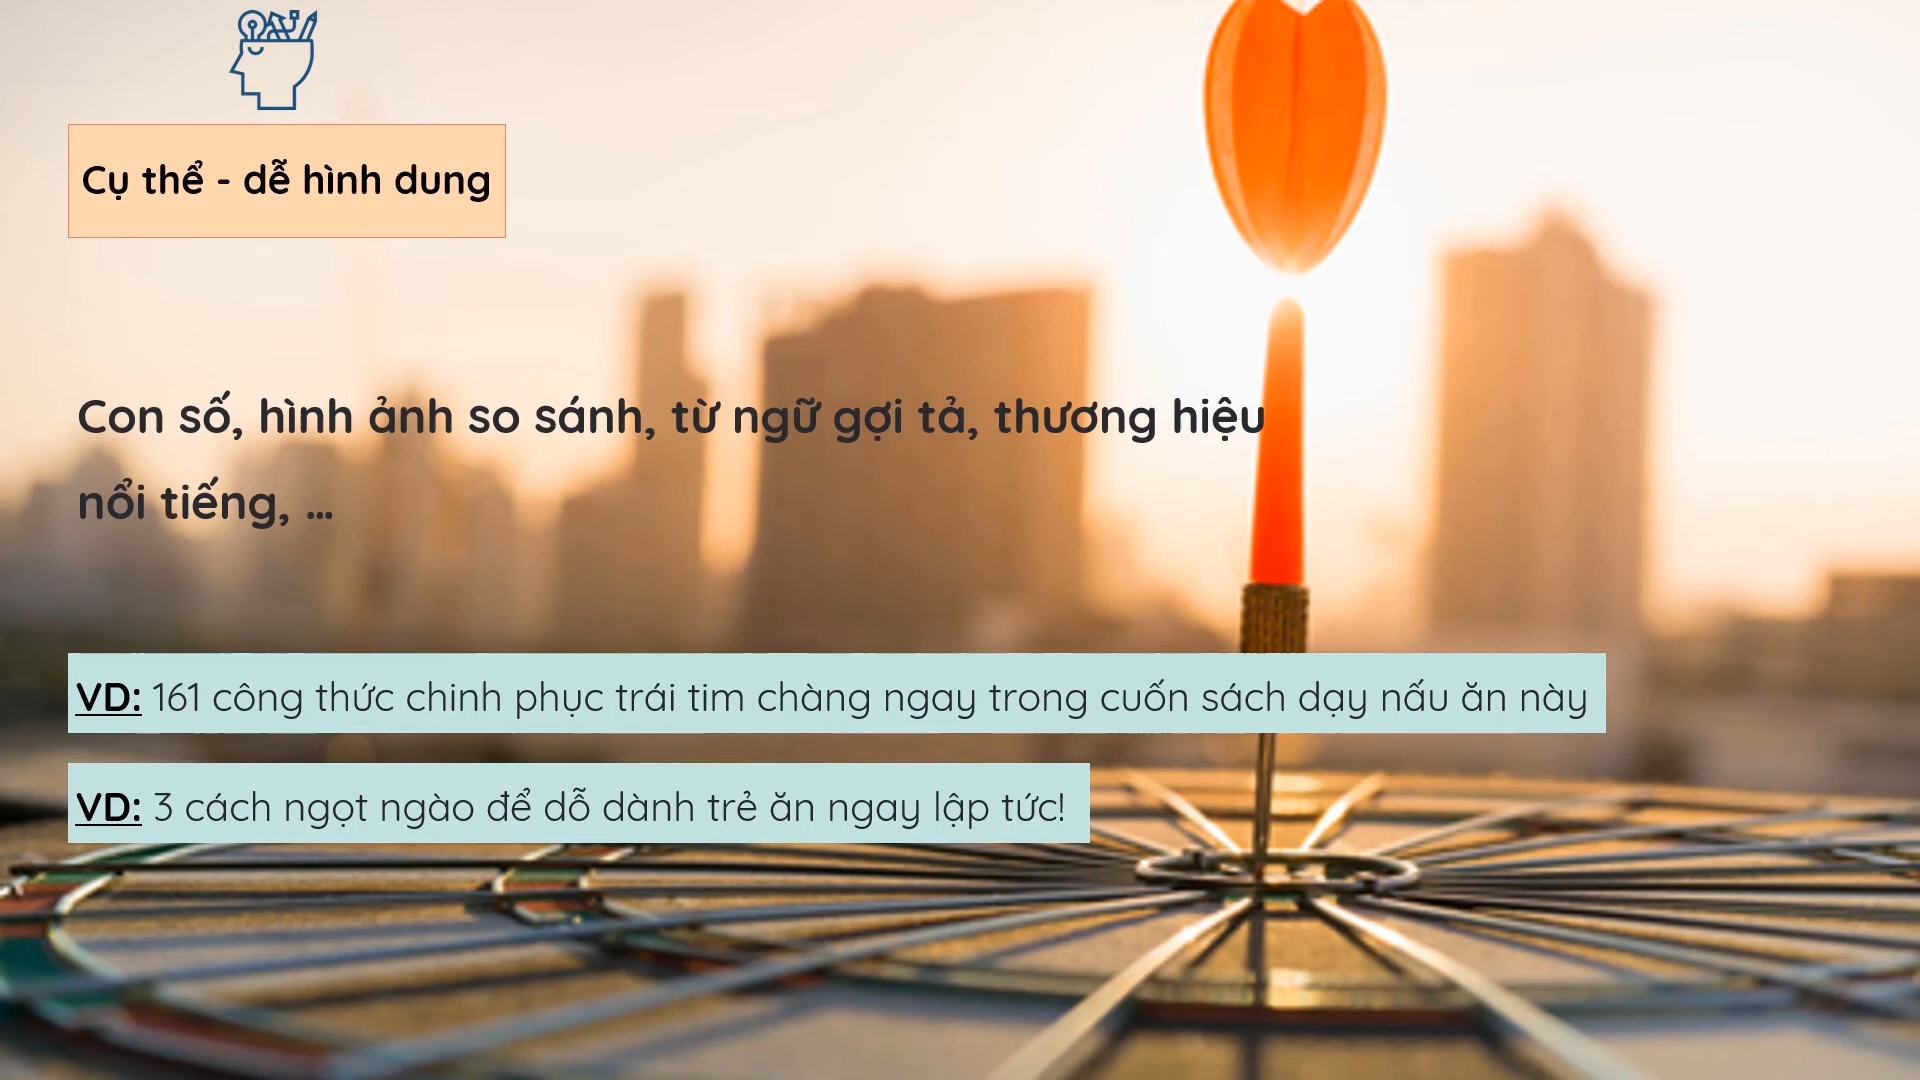 Cụ thể - dễ hình dung
Con số, hình ảnh so sánh, từ ngữ gợi tả, thương hiệu
nổi tiếng, ...
VD: 161 công thức chinh phục trái tim chàng ngay trong cuốn sách dạy nấu ăn này
VD: 3 cách ngọt ngào để dỗ dành trẻ ăn ngay lập tức!